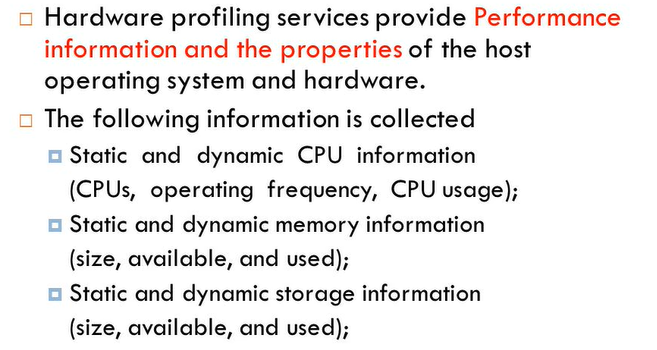 Hardware profiling services provide Performance
information and the properties of the host
operating system and hardware.
The following information is collected
Static and dynamic CPU information
(CPUs, operating frequency, CPU usage);
Static and dynamic memory information
(size, available, and used);
Static and dynamic storage information
(size, available, and used);